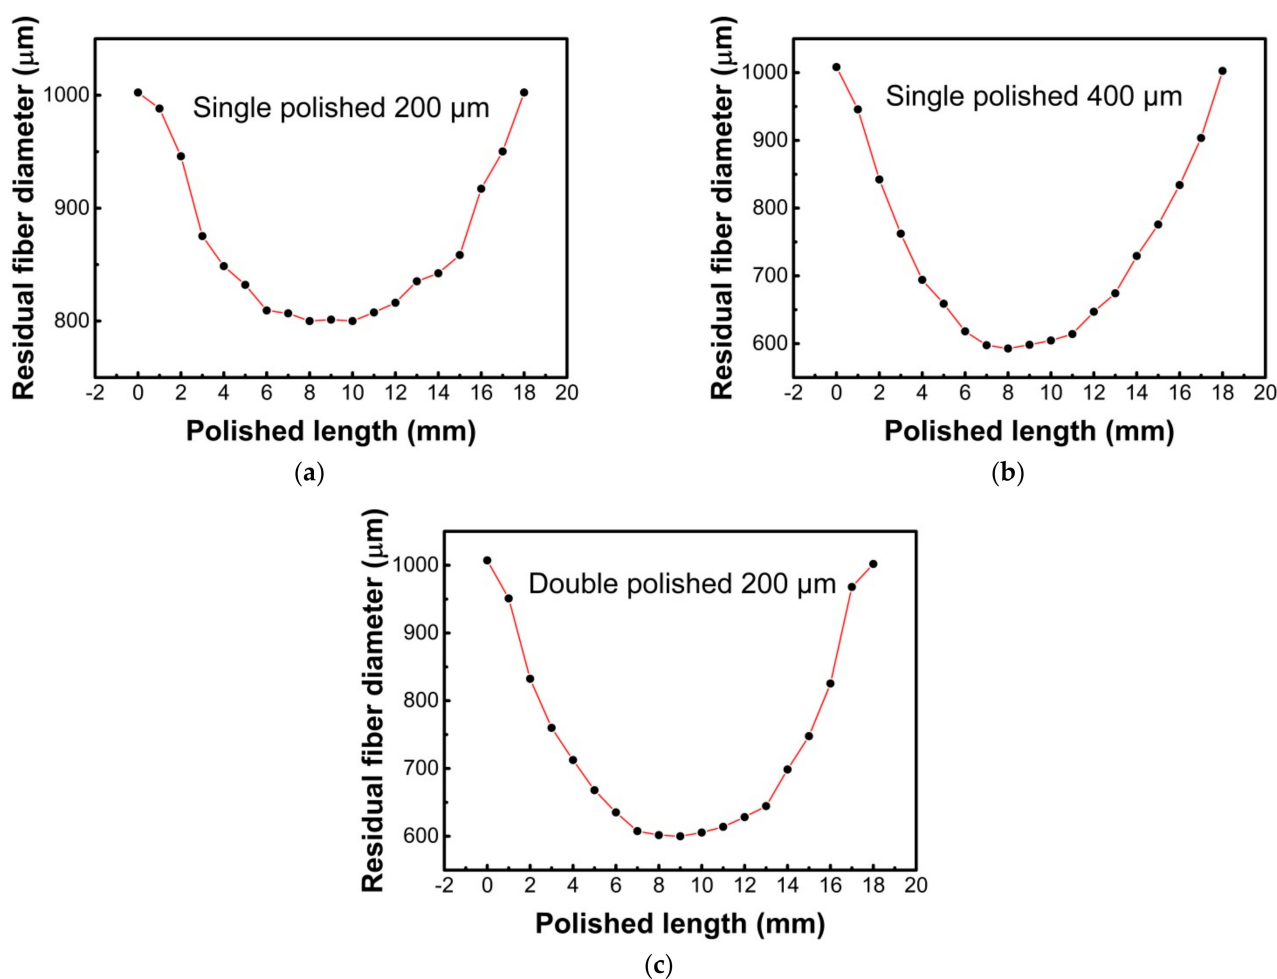 Residual fiber diameter (μm)
1000
900
800
Single polished 200 μm
-2 0 2 4 6 8 10 12 14 16 18 20
Polished length (mm)
(a)
Residual fiber diameter (μm)
1000
900
800
700
600
Single polished 400 μm
-2 0 2 4 6 8 10 12 14 16 18 20
Polished length (mm)
(b)
Residual fiber diameter (μm)
1000
900
800
700
600
Double polished 200 μm
-2 0 2 4 6 8 10 12 14 16 18 20
Polished length (mm)
(c)